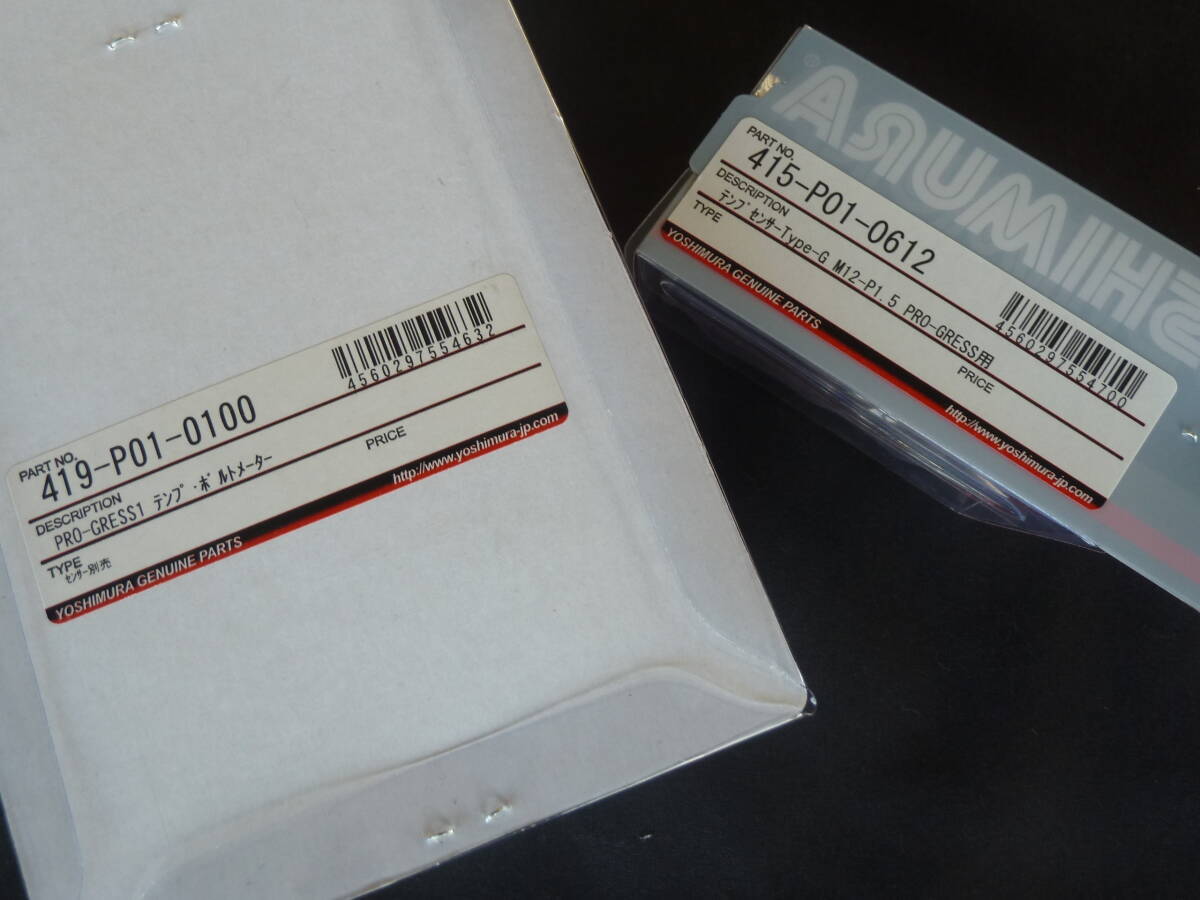 PART NO.
419-P01-0100
4560297554632
DESCRIPTION
PRO-GRESS1 ﾃﾝﾌﾟ･ﾎﾞﾙﾄﾒｰﾀｰ
TYPE
ｾﾝｻｰ別売
PRICE
YOSHIMURA GENUINE PARTS
http://www.yoshimura-jp.com
SHIMURA®
PART NO.
415-P01-0612
4560297554700
DESCRIPTION
ﾃﾝﾌﾟｾﾝｻｰType-G M12-P1.5 PRO-GRESS用
TYPE
PRICE
YOSHIMURA GENUINE PARTS
http://www.yoshimura-jp.com